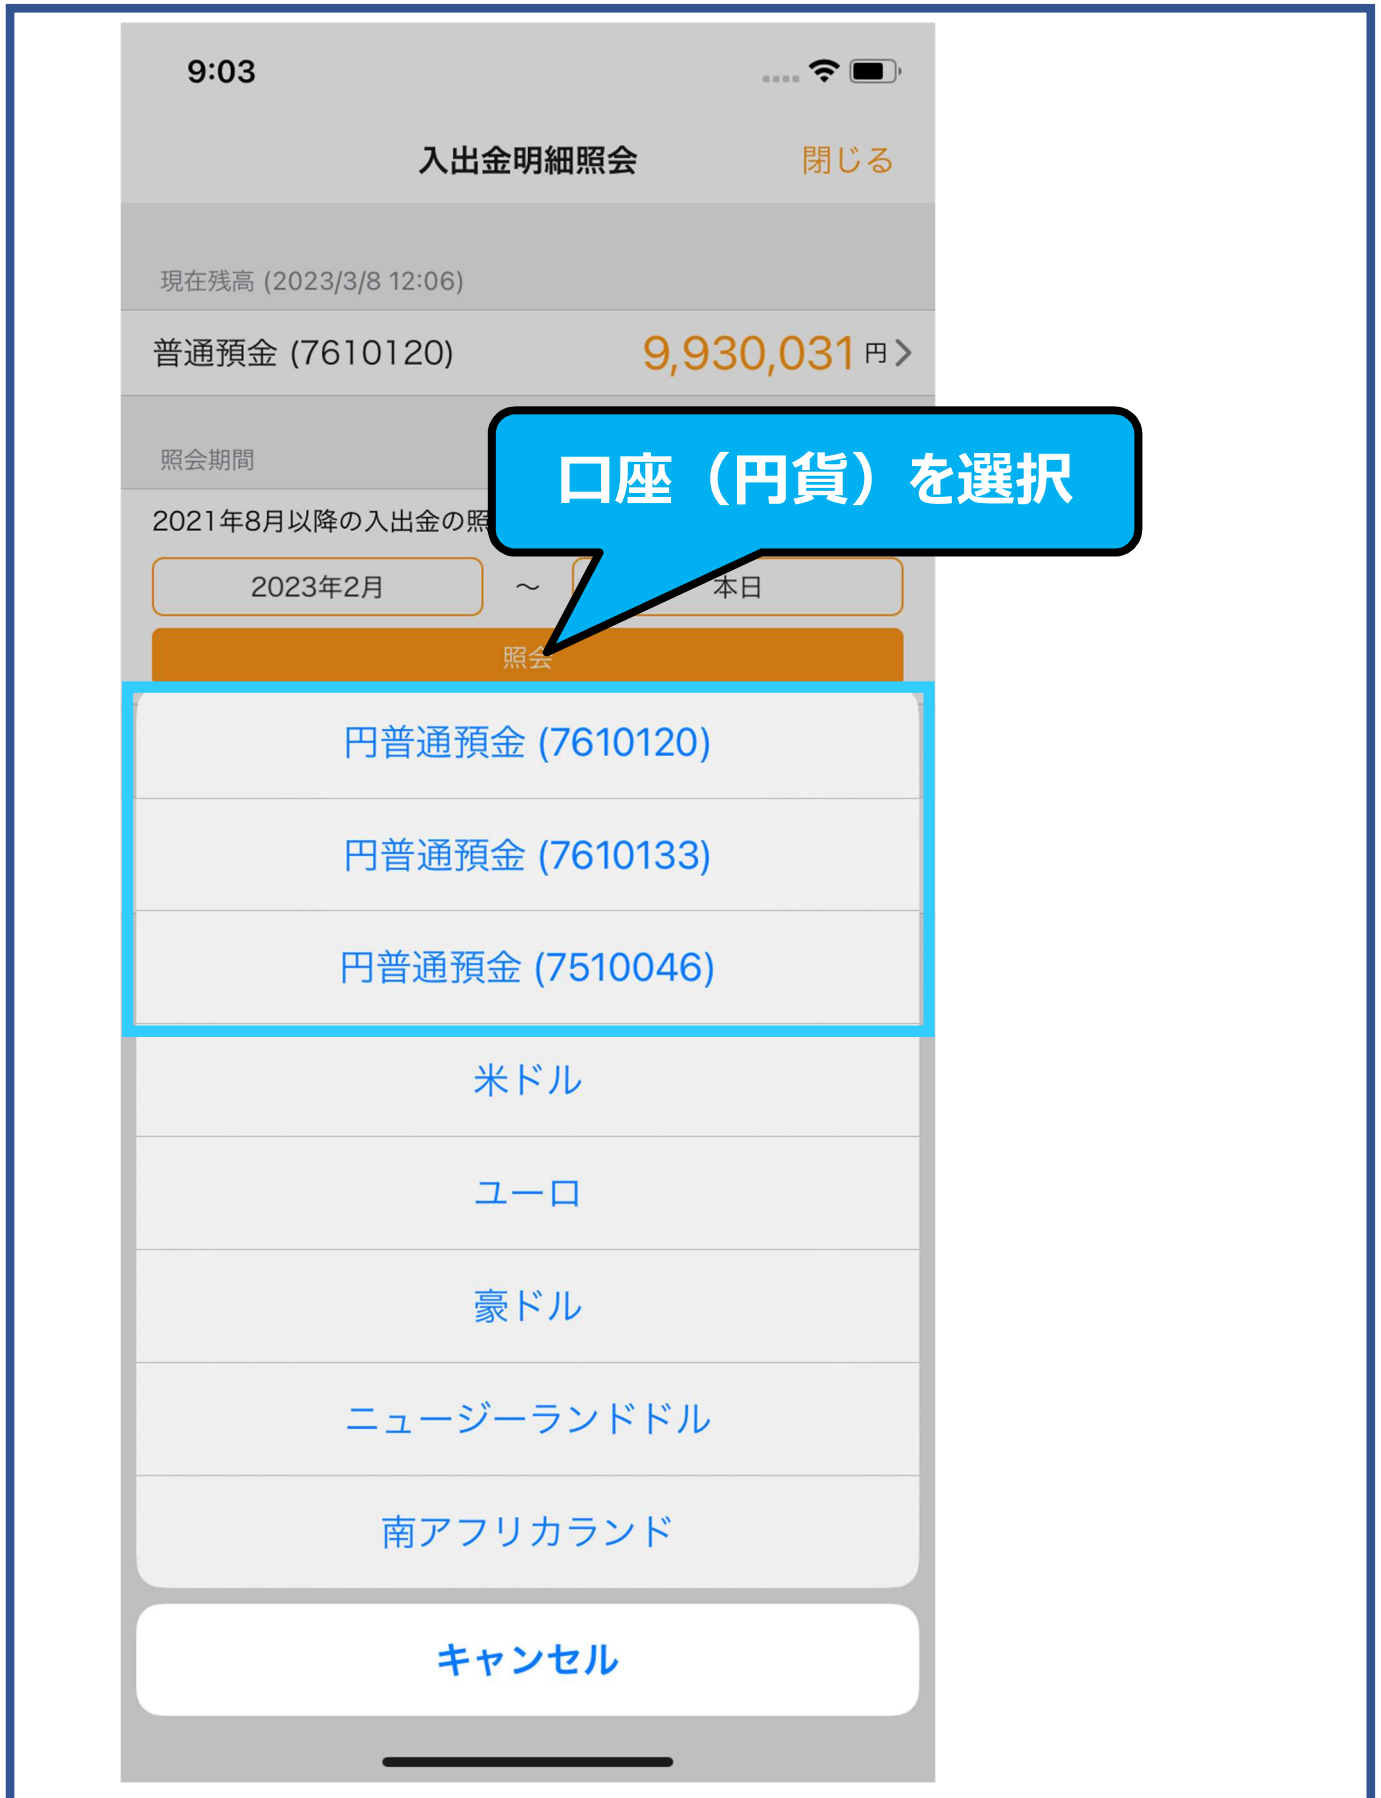 9:03
入出金明細照会
閉じる
現在残高 (2023/3/8 12:06)
普通預金 (7610120)
9,930,031 円
照会期間
口座（円貨）を選択
2021年8月以降の入出金の照
2023年2月 ～ 本日
照会
円普通預金 (7610120)
円普通預金 (7610133)
円普通預金 (7510046)
米ドル
ユーロ
豪ドル
ニュージーランドドル
南アフリカランド
キャンセル